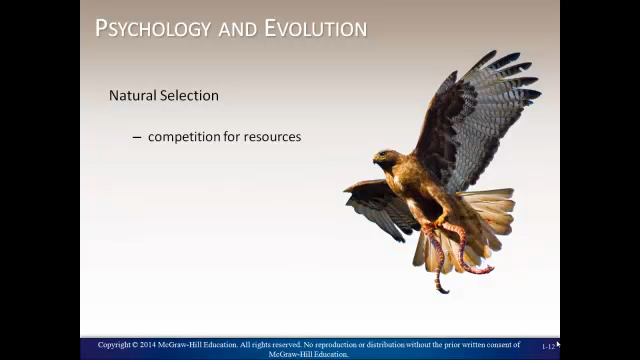 PSYCHOLOGY AND EVOLUTION
Natural Selection
– competition for resources
Copyright © 2014 McGraw-Hill Education. All rights reserved. No reproduction or distribution without the prior written consent of
McGraw-Hill Education.
1-12